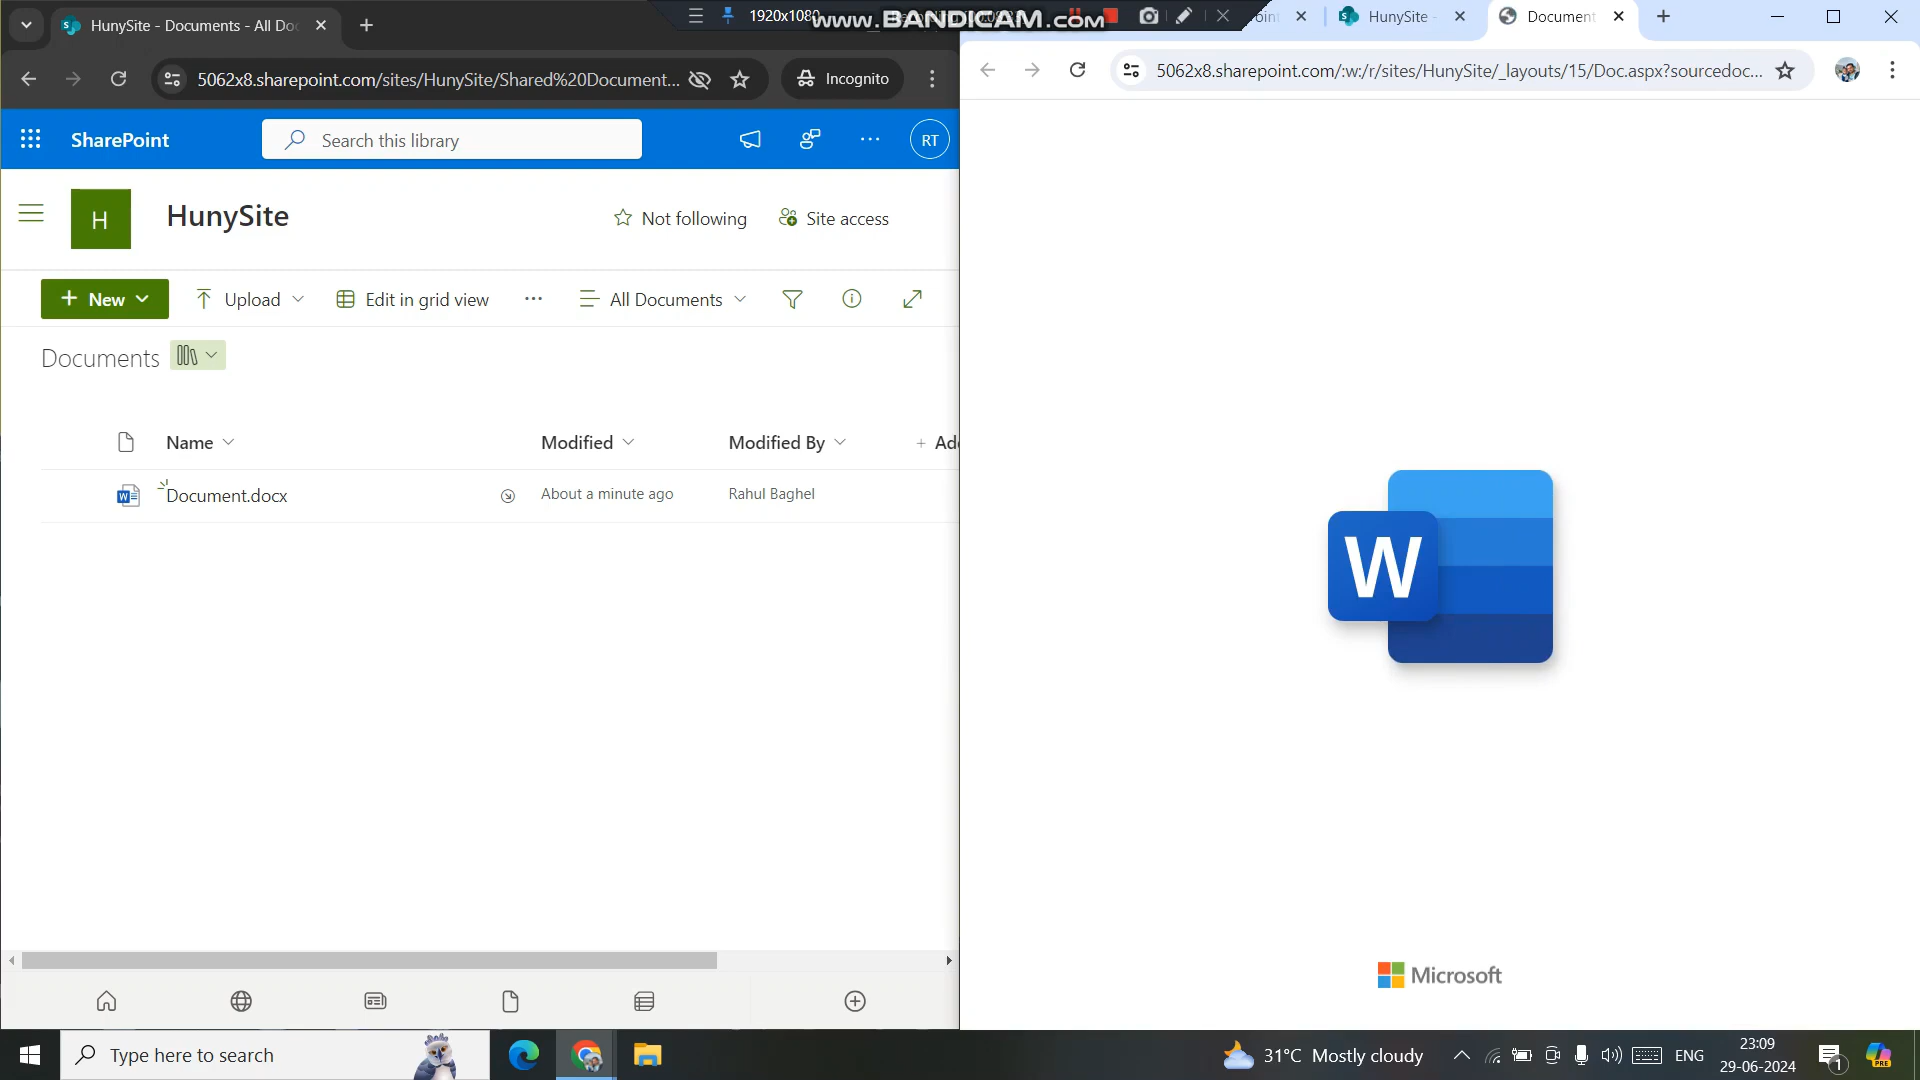 HunySite - Documents - All Doc
1920x1080
www.BANDICAM.com
HunySite -
Document
5062x8.sharepoint.com/sites/HunySite/Shared%20Document...
Incognito
5062x8.sharepoint.com/:w:/r/sites/HunySite/_layouts/15/Doc.aspx?sourcedoc...
SharePoint
Search this library
RT
H
HunySite
Not following
Site access
New
Upload
Edit in grid view
All Documents
Documents
Name
Modified
Modified By
Document.docx
About a minute ago
Rahul Baghel
W
Microsoft
Type here to search
31°C Mostly cloudy
ENG
23:09
29-06-2024
1
PRE